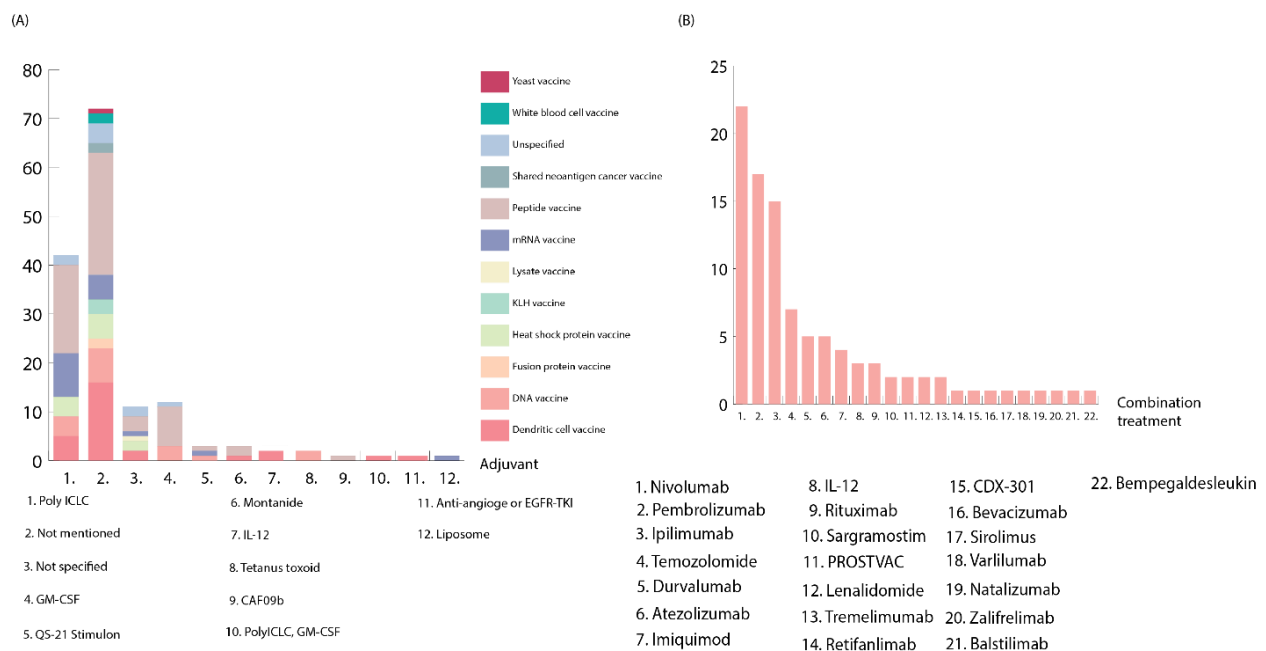 (A)
80
70
60
50
40
30
20
10
0
1. 2. 3. 4. 5. 6. 7. 8. 9. 10. 11. 12.
Adjuvant
Yeast vaccine
White blood cell vaccine
Unspecified
Shared neoantigen cancer vaccine
Peptide vaccine
mRNA vaccine
Lysate vaccine
KLH vaccine
Heat shock protein vaccine
Fusion protein vaccine
DNA vaccine
Dendritic cell vaccine
1. Poly ICLC
2. Not mentioned
3. Not specified
4. GM-CSF
5. QS-21 Stimulon
6. Montanide
7. IL-12
8. Tetanus toxoid
9. CAF09b
10. PolyICLC, GM-CSF
11. Anti-angioge or EGFR-TKI
12. Liposome
(B)
25
20
15
10
5
0
1. 2. 3. 4. 5. 6. 7. 8. 9. 10. 11. 12. 13. 14. 15. 16. 17. 18. 19. 20. 21. 22.
Combination
treatment
1. Nivolumab
2. Pembrolizumab
3. Ipilimumab
4. Temozolomide
5. Durvalumab
6. Atezolizumab
7. Imiquimod
8. IL-12
9. Rituximab
10. Sargramostim
11. PROSTVAC
12. Lenalidomide
13. Tremelimumab
14. Retifanlimab
15. CDX-301
16. Bevacizumab
17. Sirolimus
18. Varlilumab
19. Natalizumab
20. Zalifrelimab
21. Balstilimab
22. Bempegaldesleukin